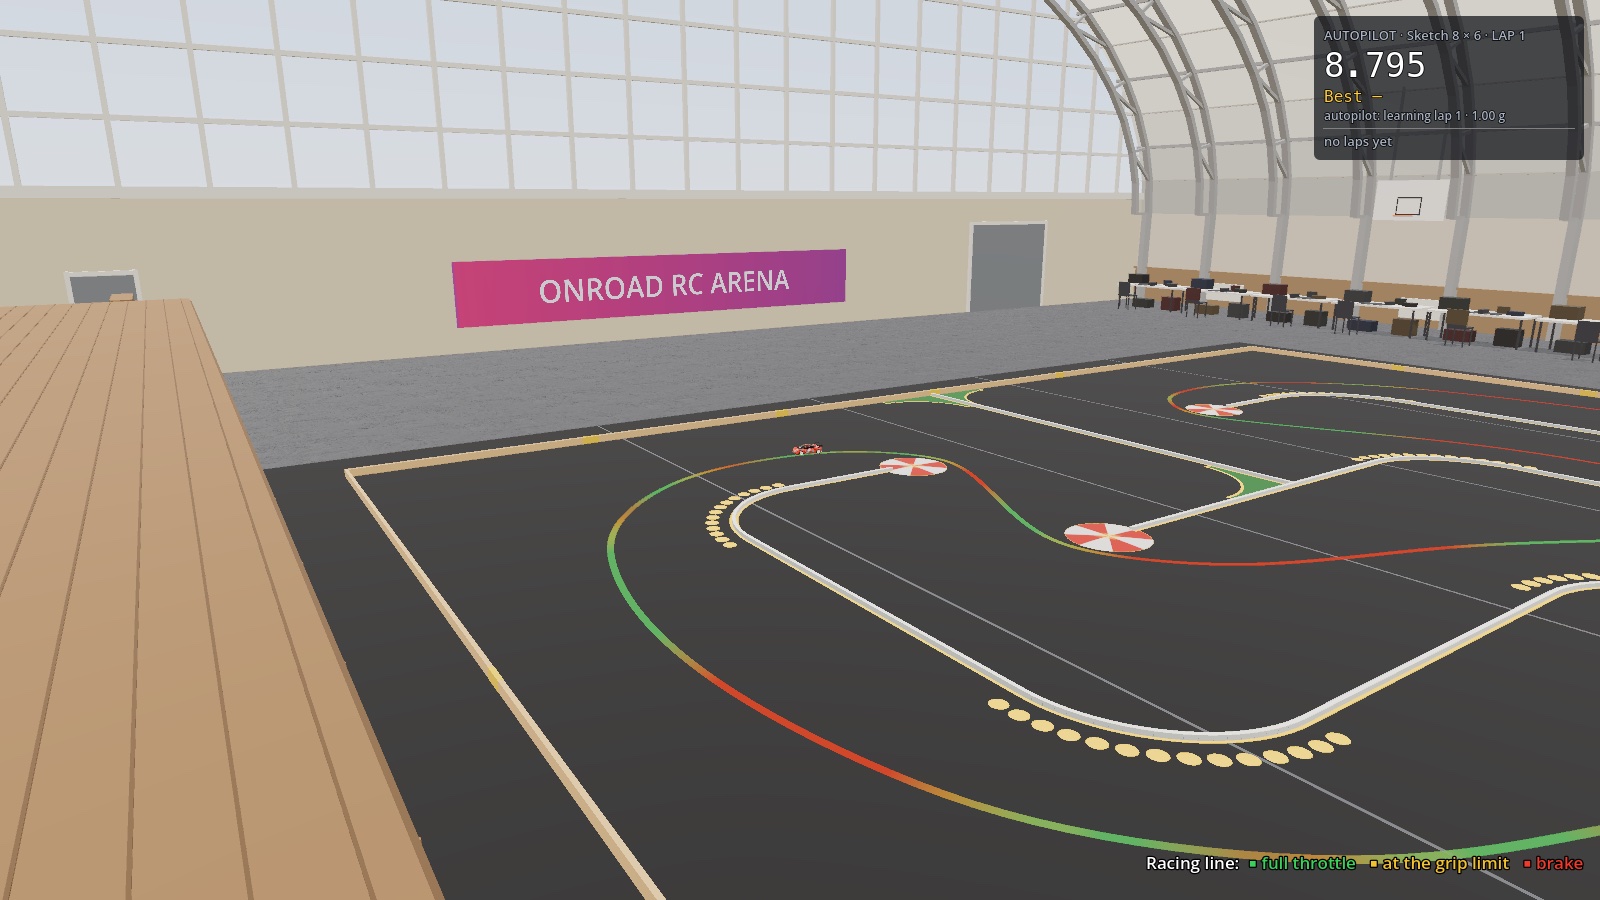 AUTOPILOT · Sketch 8 × 6 · LAP 1
8.795
Best —
autopilot: learning lap 1 · 1.00 g
no laps yet
ONROAD RC ARENA
Racing line: ▪ full throttle ▪ at the grip limit ▪ brake